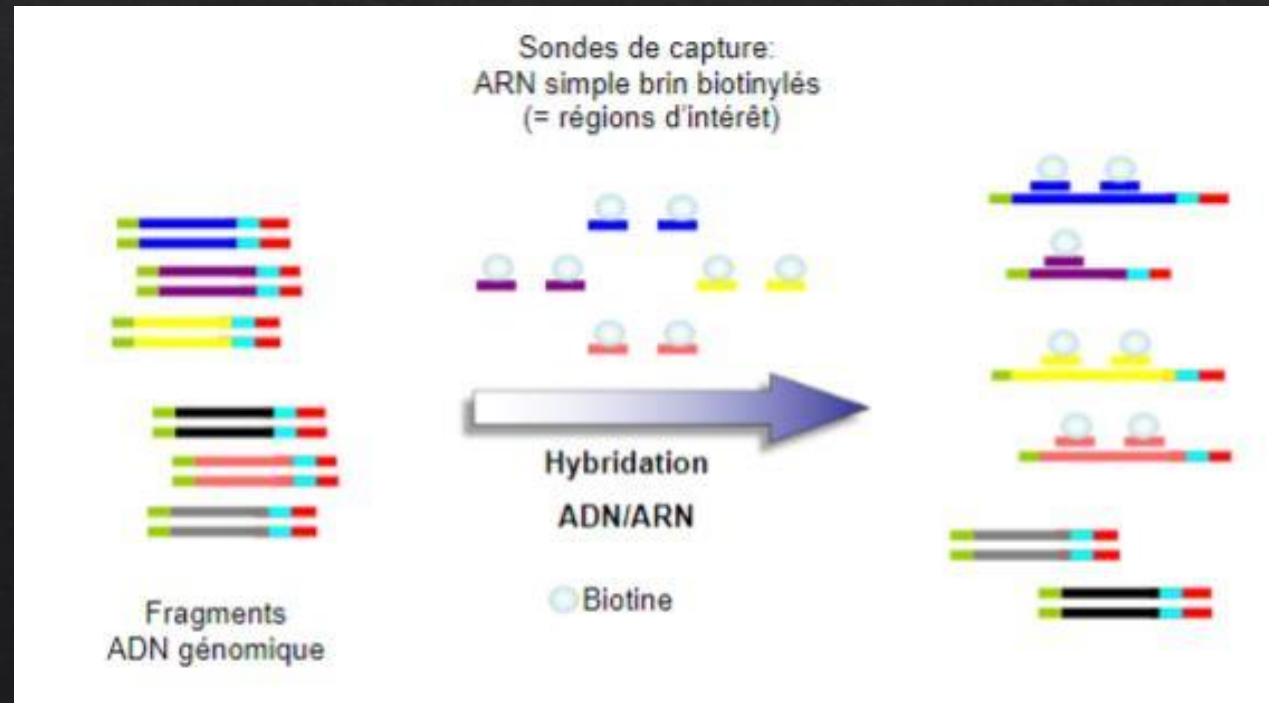 Sondes de capture:
ARN simple brin biotinylés
(= régions d'intérêt)
Hybridation
ADN/ARN
Biotine
Fragments
ADN génomique